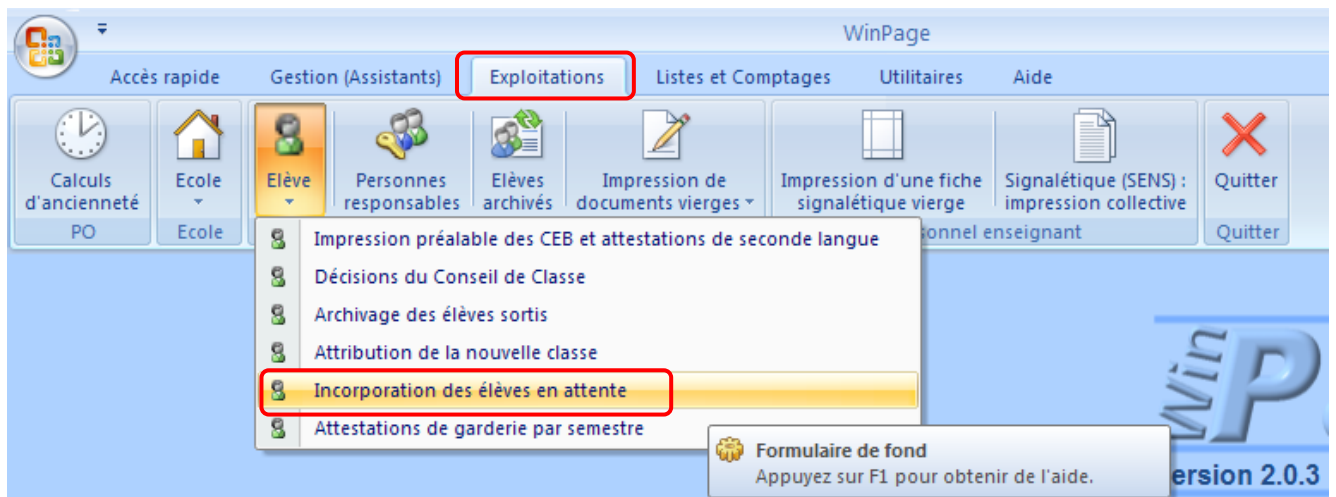 WinPage
Accès rapide Gestion (Assistants) Exploitations Listes et Comptages Utilitaires Aide
Calculs d'ancienneté
Ecole
Elève
Personnes responsables
Elèves archivés
Impression de documents vierges
Impression d'une fiche signalétique vierge
Signalétique (SENS) : impression collective
Quitter
PO Ecole onnel enseignant Quitter
Impression préalable des CEB et attestations de seconde langue
Décisions du Conseil de Classe
Archivage des élèves sortis
Attribution de la nouvelle classe
Incorporation des élèves en attente
Attestations de garderie par semestre
Formulaire de fond
Appuyez sur F1 pour obtenir de l'aide.
Win P
ersion 2.0.3